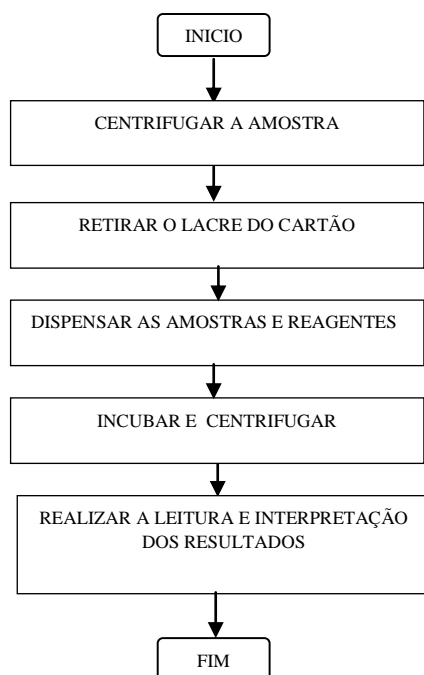 INICIO
CENTRIFUGAR A AMOSTRA
RETIRAR O LACRE DO CARTÃO
DISPENSAR AS AMOSTRAS E REAGENTES
INCUBAR E CENTRIFUGAR
REALIZAR A LEITURA E INTERPRETAÇÃO
DOS RESULTADOS
FIM